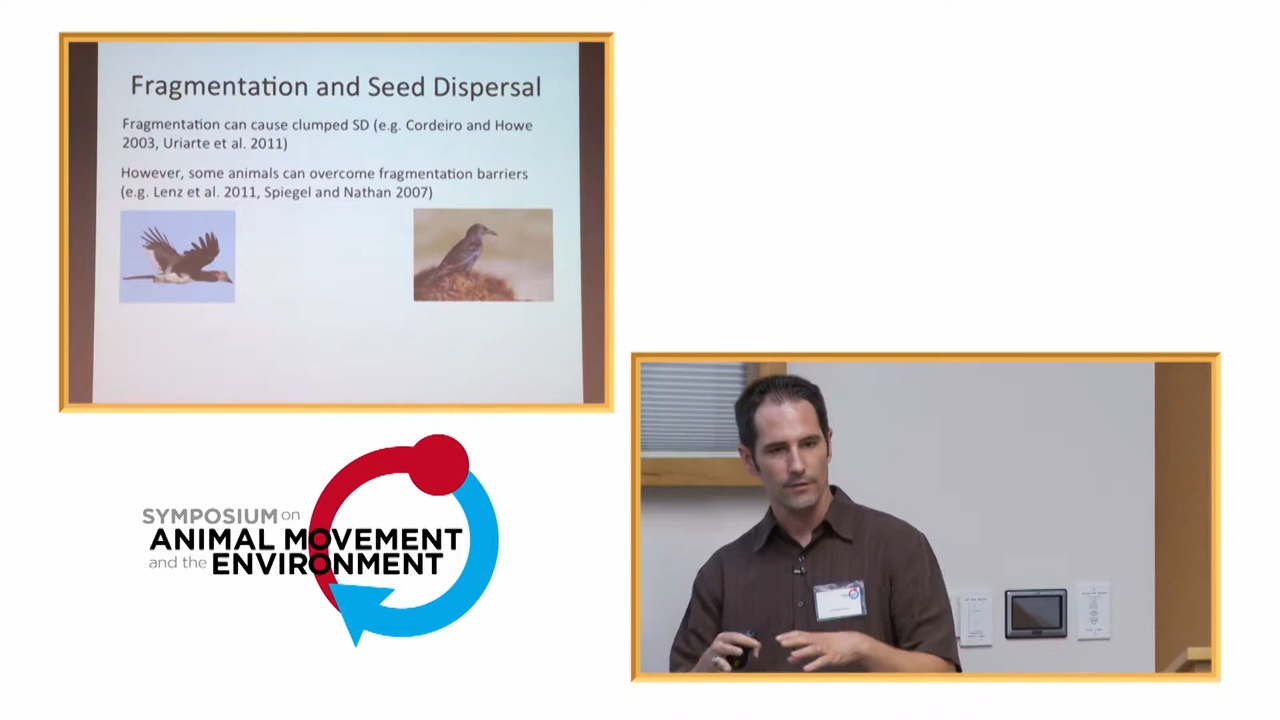 Fragmentation and Seed Dispersal
Fragmentation can cause clumped SD (e.g. Cordeiro and Howe
2003, Uriarte et al. 2011)
However, some animals can overcome fragmentation barriers
(e.g. Lenz et al. 2011, Spiegel and Nathan 2007)
SYMPOSIUM on
ANIMAL MOVEMENT
and the ENVIRONMENT